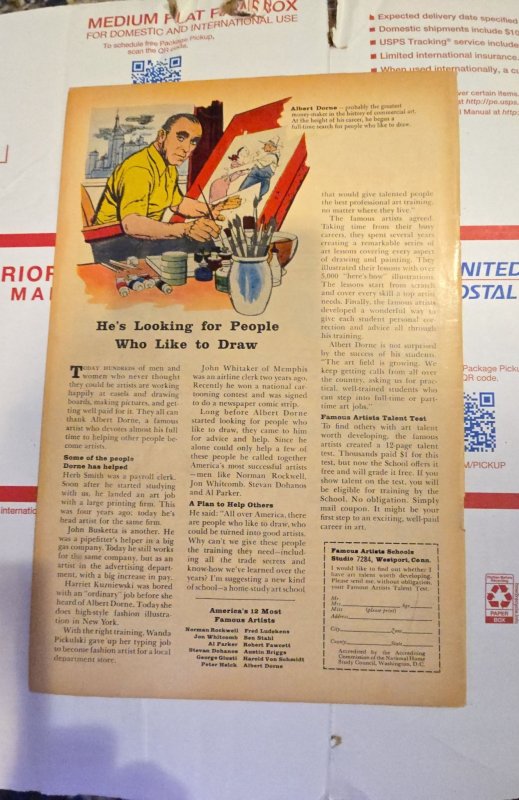 MEDIUM FLAT RATE BOX
FOR DOMESTIC AND INTERNATIONAL USE
To schedule free Package Pickup,
scan the QR code.
Expected delivery date specified
Domestic shipments include $1
USPS Tracking® service include
Limited international insurance.
When used internationally, a cu
ver certain items.
at http://pe.usps.
l Manual at http:
RIOR
MA
NITED
OSTAL
Package Picku
QR code.
M/PICKUP
PAPER
BOX
Albert Dorne – probably the greatest
money-maker in the history of commercial art.
At the height of his career, he began a
full-time search for people who like to draw.
He's Looking for People
Who Like to Draw
TODAY HUNDREDS of men and
women who never thought
they could be artists are working
happily at easels and drawing
boards, making pictures, and get-
ting well paid for it. They all can
thank Albert Dorne, a famous
artist who now devotes almost his full
time to helping other people be-
come artists.
Some of the people
Dorne has helped
Herb Smith was a payroll clerk.
Soon after he started studying
with us, he landed an art job
with a large printing firm. This
was four years ago: today he's
head artist for the same firm.
John Busketta is another. He
was a pipefitter's helper in a big
gas company. Today he still works
for the same company, but as an
artist in the advertising depart-
ment, with a big increase in pay.
Harriet Kuzniewski was bored
with an "ordinary" job before she
heard of Albert Dorne. Today she
does high-style fashion illustra-
tion in New York.
With the right training, Wanda
Pickulski gave up her typing job
to become fashion artist for a local
department store.
John Whitaker of Memphis
was an airline clerk two years ago.
Recently he won a national car-
tooning contest and was signed
to do a newspaper comic strip.
Long before Albert Dorne
started looking for people who
like to draw, they came to him
for advice and help. Since he
alone could only help a few of
these people he called together
America's most successful artists
—men like Norman Rockwell,
Jon Whitcomb, Stevan Dohanos
and Al Parker.
A Plan to Help Others
He said: "All over America, there
are people who like to draw, who
could be turned into good artists.
Why can't we give these people
the training they need—includ-
ing all the trade secrets and
know-how we've learned over the
years? I'm suggesting a new kind
of school—a home-study art school
America's 12 Most
Famous Artists
Norman Rockwell Fred Ludekens
Jon Whitcomb Ben Stahl
Al Parker Robert Fawcett
Stevan Dohanos Austin Briggs
George Giusti Harold Von Schmidt
Peter Helck Albert Dorne
that would give talented people
the best professional art training,
no matter where they live."
The famous artists agreed.
Taking time from their busy
careers, they spent several years
creating a remarkable series of
art lessons covering every aspect
of drawing and painting. They
illustrated their lessons with over
5,000 "here's-how" illustrations.
The lessons start from scratch
and cover every skill a top artist
needs. Finally, the famous artists
developed a wonderful way to
give each student personal cor-
rection and advice all through
his training.
Albert Dorne is not surprised
by the success of his students.
"The art field is growing. We
keep getting calls from all over
the country, asking us for prac-
tical, well-trained students who
can step into full-time or part-
time art jobs."
Famous Artists Talent Test
To find others with art talent
worth developing, the famous
artists created a 12-page talent
test. Thousands paid $1 for this
test, but now the School offers it
free and will grade it free. If you
show talent on the test, you will
be eligible for training by the
School. No obligation. Simply
mail coupon. It might be your
first step to an exciting, well-paid
career in art.
Famous Artists Schools
Studio 7284, Westport, Conn.
I would like to find out whether I
have art talent worth developing.
Please send me, without obligation,
your Famous Artists Talent Test.
Mr.
Mrs. Age
Miss (please print)
Address
City Zone
County State
Accredited by the Accrediting
Commission of the National Home
Study Council, Washington, D.C.